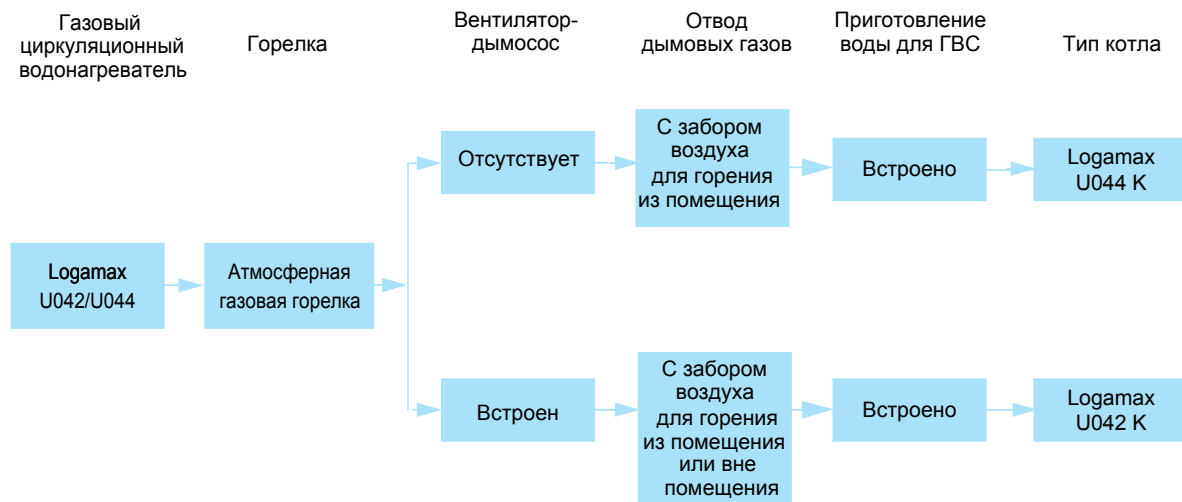 Газовый
циркуляционный
водонагреватель
Горелка
Вентилятор-
дымосос
Отвод
дымовых газов
Приготовление
воды для ГВС
Тип котла
Отсутствует
С забором
воздуха
для горения
из помещения
Встроено
Logamax
U044 K
Logamax
U042/U044
Атмосферная
газовая горелка
Встроен
С забором
воздуха
для горения
из помещения
или вне
помещения
Встроено
Logamax
U042 K